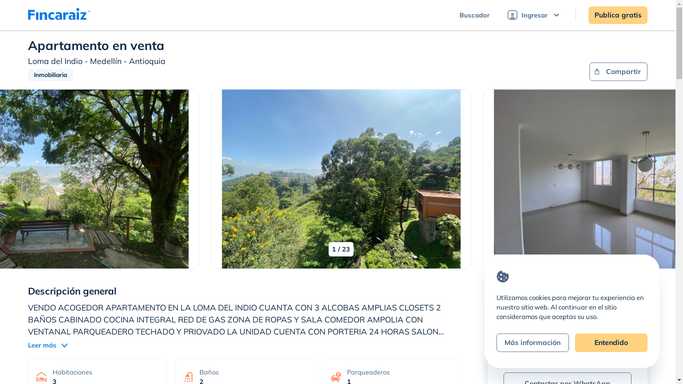 Fincaraiz
Buscador
Ingresar
Publica gratis
Apartamento en venta
Loma del Indio - Medellín - Antioquia
Inmobiliaria
Compartir
1 / 23
Descripción general
VENDO ACOGEDOR APARTAMENTO EN LA LOMA DEL INDIO CUANTA CON 3 ALCOBAS AMPLIAS CLOSETS 2
BAÑOS CABINADO COCINA INTEGRAL RED DE GAS ZONA DE ROPAS Y SALA COMEDOR AMPOLIA CON
VENTANAL PARQUEADERO TECHADO Y PRIOVADO LA UNIDAD CUENTA CON PORTERIA 24 HORAS SALON...
Leer más
Habitaciones
3
Baños
2
Parqueaderos
1
Utilizamos cookies para mejorar tu experiencia en
nuestro sitio web. Al continuar en el sitio
consideramos que aceptas su uso.
Más información
Entendido
Contactar por WhatsApp